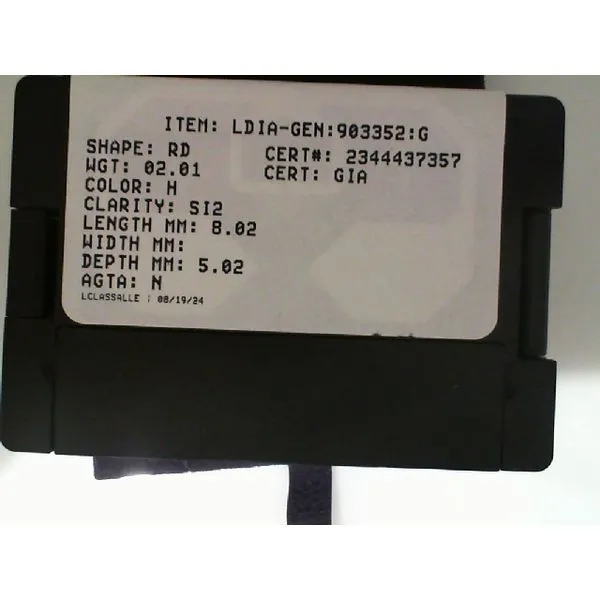 ITEM: LDIA-GEN:903352:G
SHAPE: RD CERT#: 2344437357
WGT: 02.01 CERT: GIA
COLOR: H
CLARITY: SI2
LENGTH MM: 8.02
WIDTH MM:
DEPTH MM: 5.02
AGTA: N
LCLASSALLE : 08/19/24